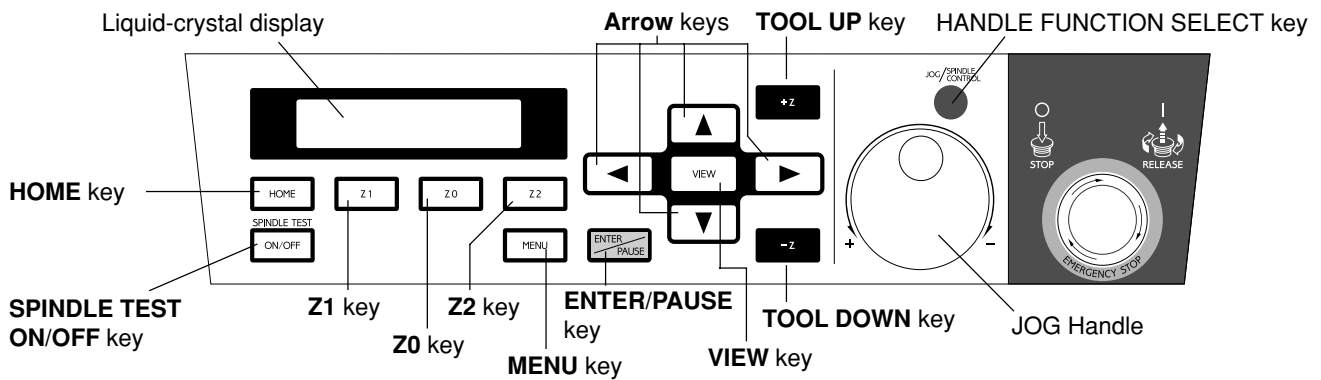 Liquid-crystal display
Arrow keys
TOOL UP key
HANDLE FUNCTION SELECT key
JOG/SPINDLE
CONTROL
+Z
STOP
RELEASE
VIEW
HOME key
HOME
Z1
Z0
Z2
SPINDLE TEST
ON/OFF
MENU
ENTER
PAUSE
-Z
+
-
EMERGENCY STOP
SPINDLE TEST
ON/OFF key
Z1 key
Z0 key
Z2 key
MENU key
ENTER/PAUSE
key
VIEW key
TOOL DOWN key
JOG Handle